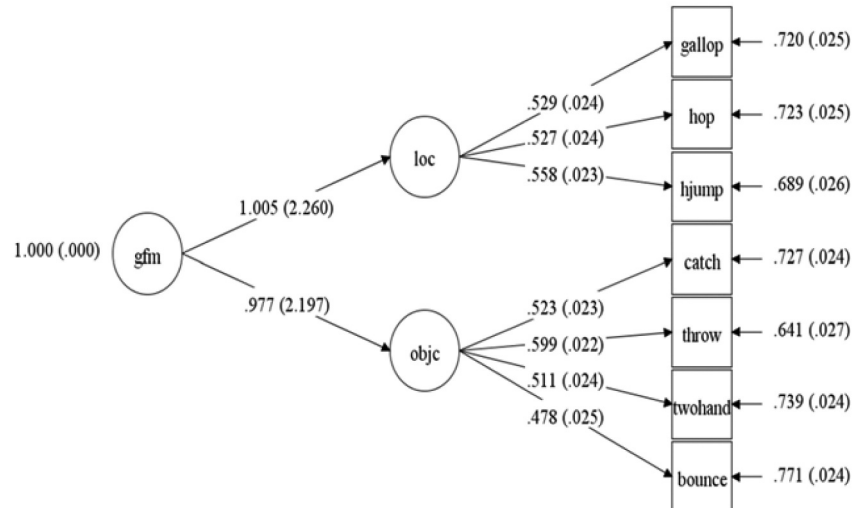 gallop
.720 (.025)
.529 (.024)
hop
.723 (.025)
.527 (.024)
loc
.558 (.023)
hjump
.689 (.026)
1.005 (2.260)
1.000 (.000)
gfm
catch
.727 (.024)
.977 (2.197)
.523 (.023)
throw
.641 (.027)
.599 (.022)
objc
.511 (.024)
twohand
.739 (.024)
.478 (.025)
bounce
.771 (.024)